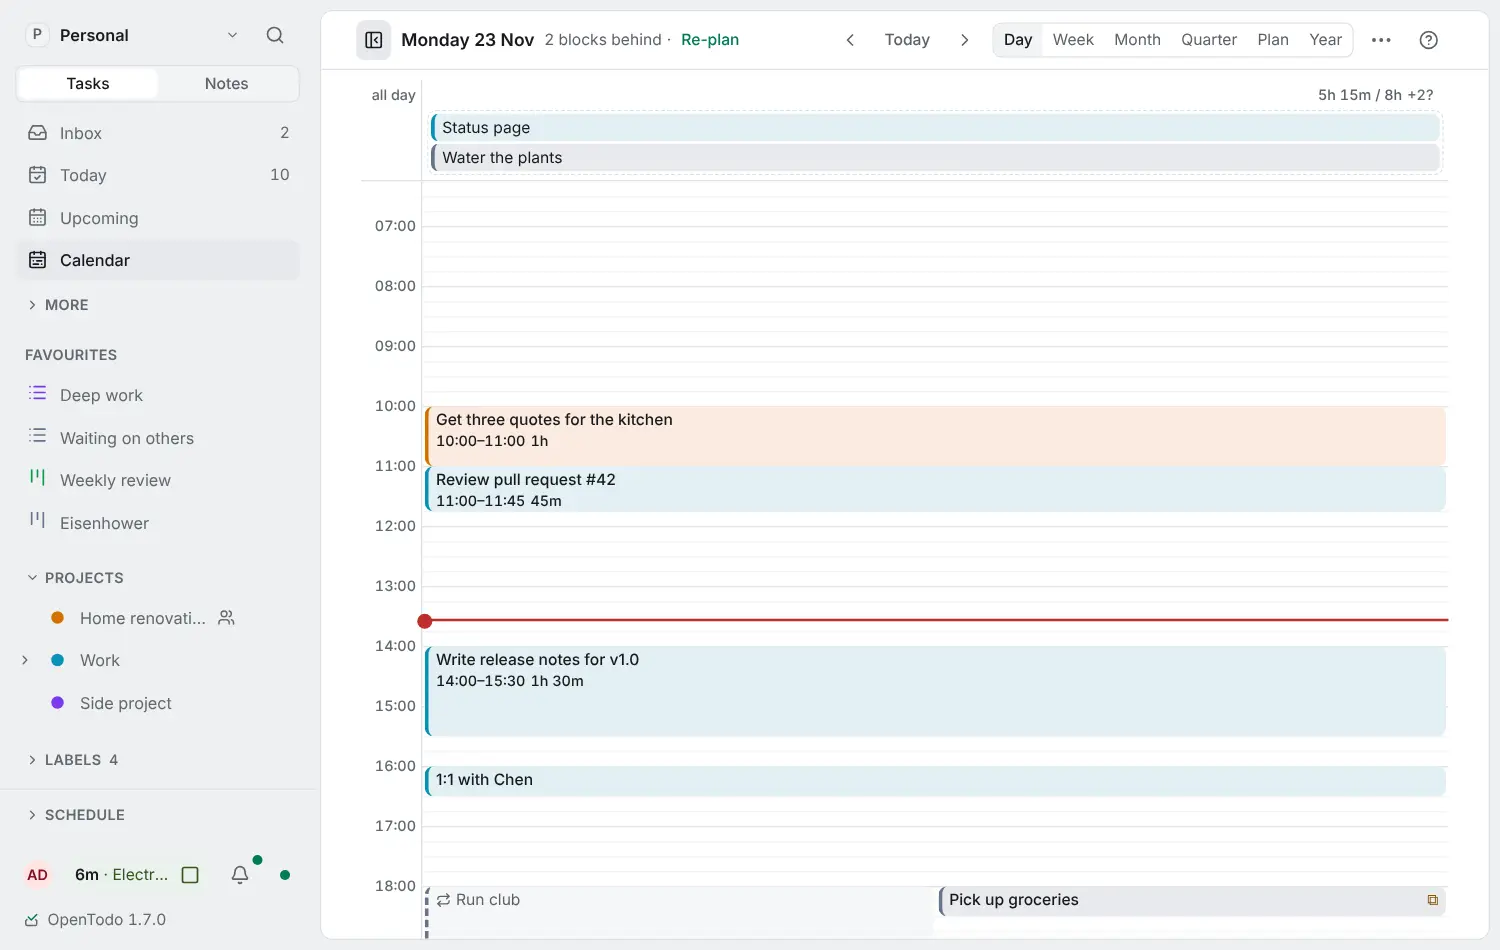 P Personal
Tasks Notes
Inbox 2
Today 10
Upcoming
Calendar
MORE
FAVOURITES
Deep work
Waiting on others
Weekly review
Eisenhower
PROJECTS
Home renovati...
Work
Side project
LABELS 4
SCHEDULE
AD 6m · Electr...
OpenTodo 1.7.0
Monday 23 Nov 2 blocks behind · Re-plan
Today
Day Week Month Quarter Plan Year
all day
5h 15m / 8h +2?
Status page
Water the plants
07:00
08:00
09:00
10:00
Get three quotes for the kitchen
10:00–11:00 1h
11:00
Review pull request #42
11:00–11:45 45m
12:00
13:00
14:00
Write release notes for v1.0
14:00–15:30 1h 30m
15:00
16:00
1:1 with Chen
17:00
18:00
Run club
Pick up groceries